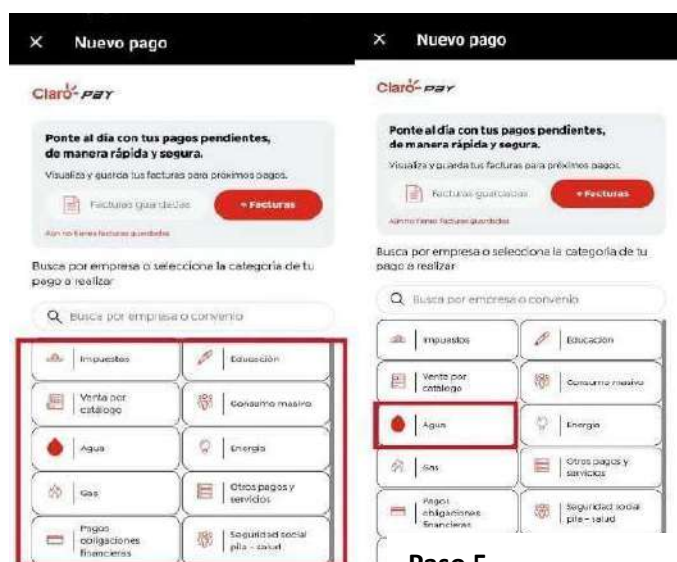 Nuevo pago
Claro-pay
Ponte al día con tus pagos pendientes,
de manera rápida y segura.
Visualiza y guarda tus facturas para próximos pagos.
Facturas guardadas
+ Facturas
Aún no tienes facturas guardadas
Busca por empresa o selecciona la categoría de tu
pago a realizar
Busca por empresa o convenio
Impuestos
Educación
Venta por
catálogo
Consumo masivo
Agua
Energía
Gas
Otros pagos y
servicios
Pagos
obligaciones
financieras
Seguridad social
pila - salud
Nuevo pago
Claro-pay
Ponte al día con tus pagos pendientes,
de manera rápida y segura.
Visualiza y guarda tus facturas para próximos pagos.
Facturas guardadas
+ Facturas
Aún no tienes facturas guardadas
Busca por empresa o selecciona la categoría de tu
pago a realizar
Busca por empresa o convenio
Impuestos
Educación
Venta por
catálogo
Consumo masivo
Agua
Energía
Gas
Otros pagos y
servicios
Pagos
obligaciones
financieras
Seguridad social
pila - salud
Paso 5